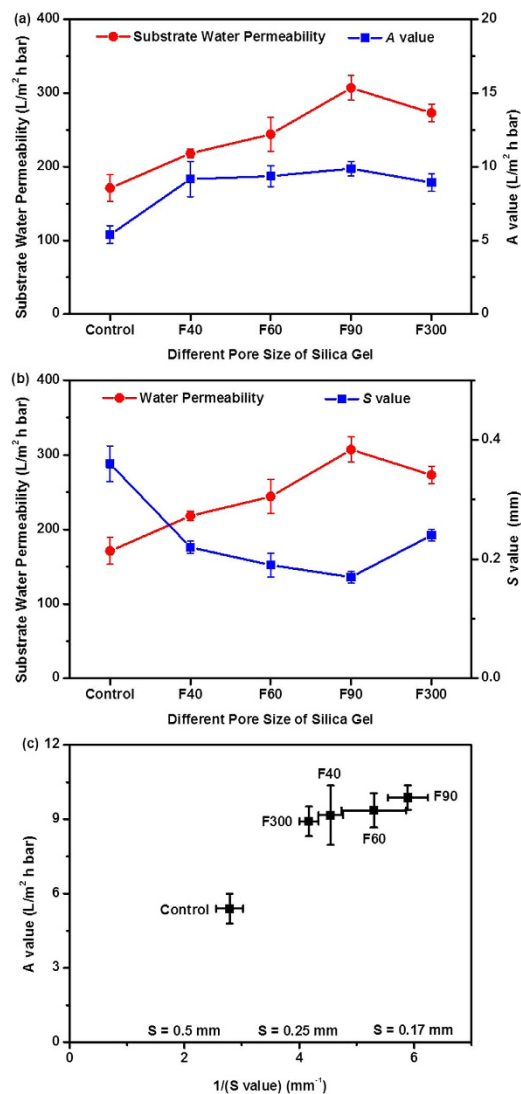 (a)
400
20
Substrate Water Permeability
A value
300
15
200
10
100
5
0
0
Substrate Water Permeability (L/m² h bar)
A value (L/m² h bar)
Control F40 F60 F90 F300
Different Pore Size of Silica Gel
(b)
400
Water Permeability
S value
0.4
300
200
0.2
100
0
0.0
Substrate Water Permeability (L/m² h bar)
S value (mm)
Control F40 F60 F90 F300
Different Pore Size of Silica Gel
(c)
12
F40
F90
F300
9
F60
6
Control
3
S = 0.5 mm S = 0.25 mm S = 0.17 mm
0
A value (L/m² h bar)
0 2 4 6
1/(S value) (mm⁻¹)